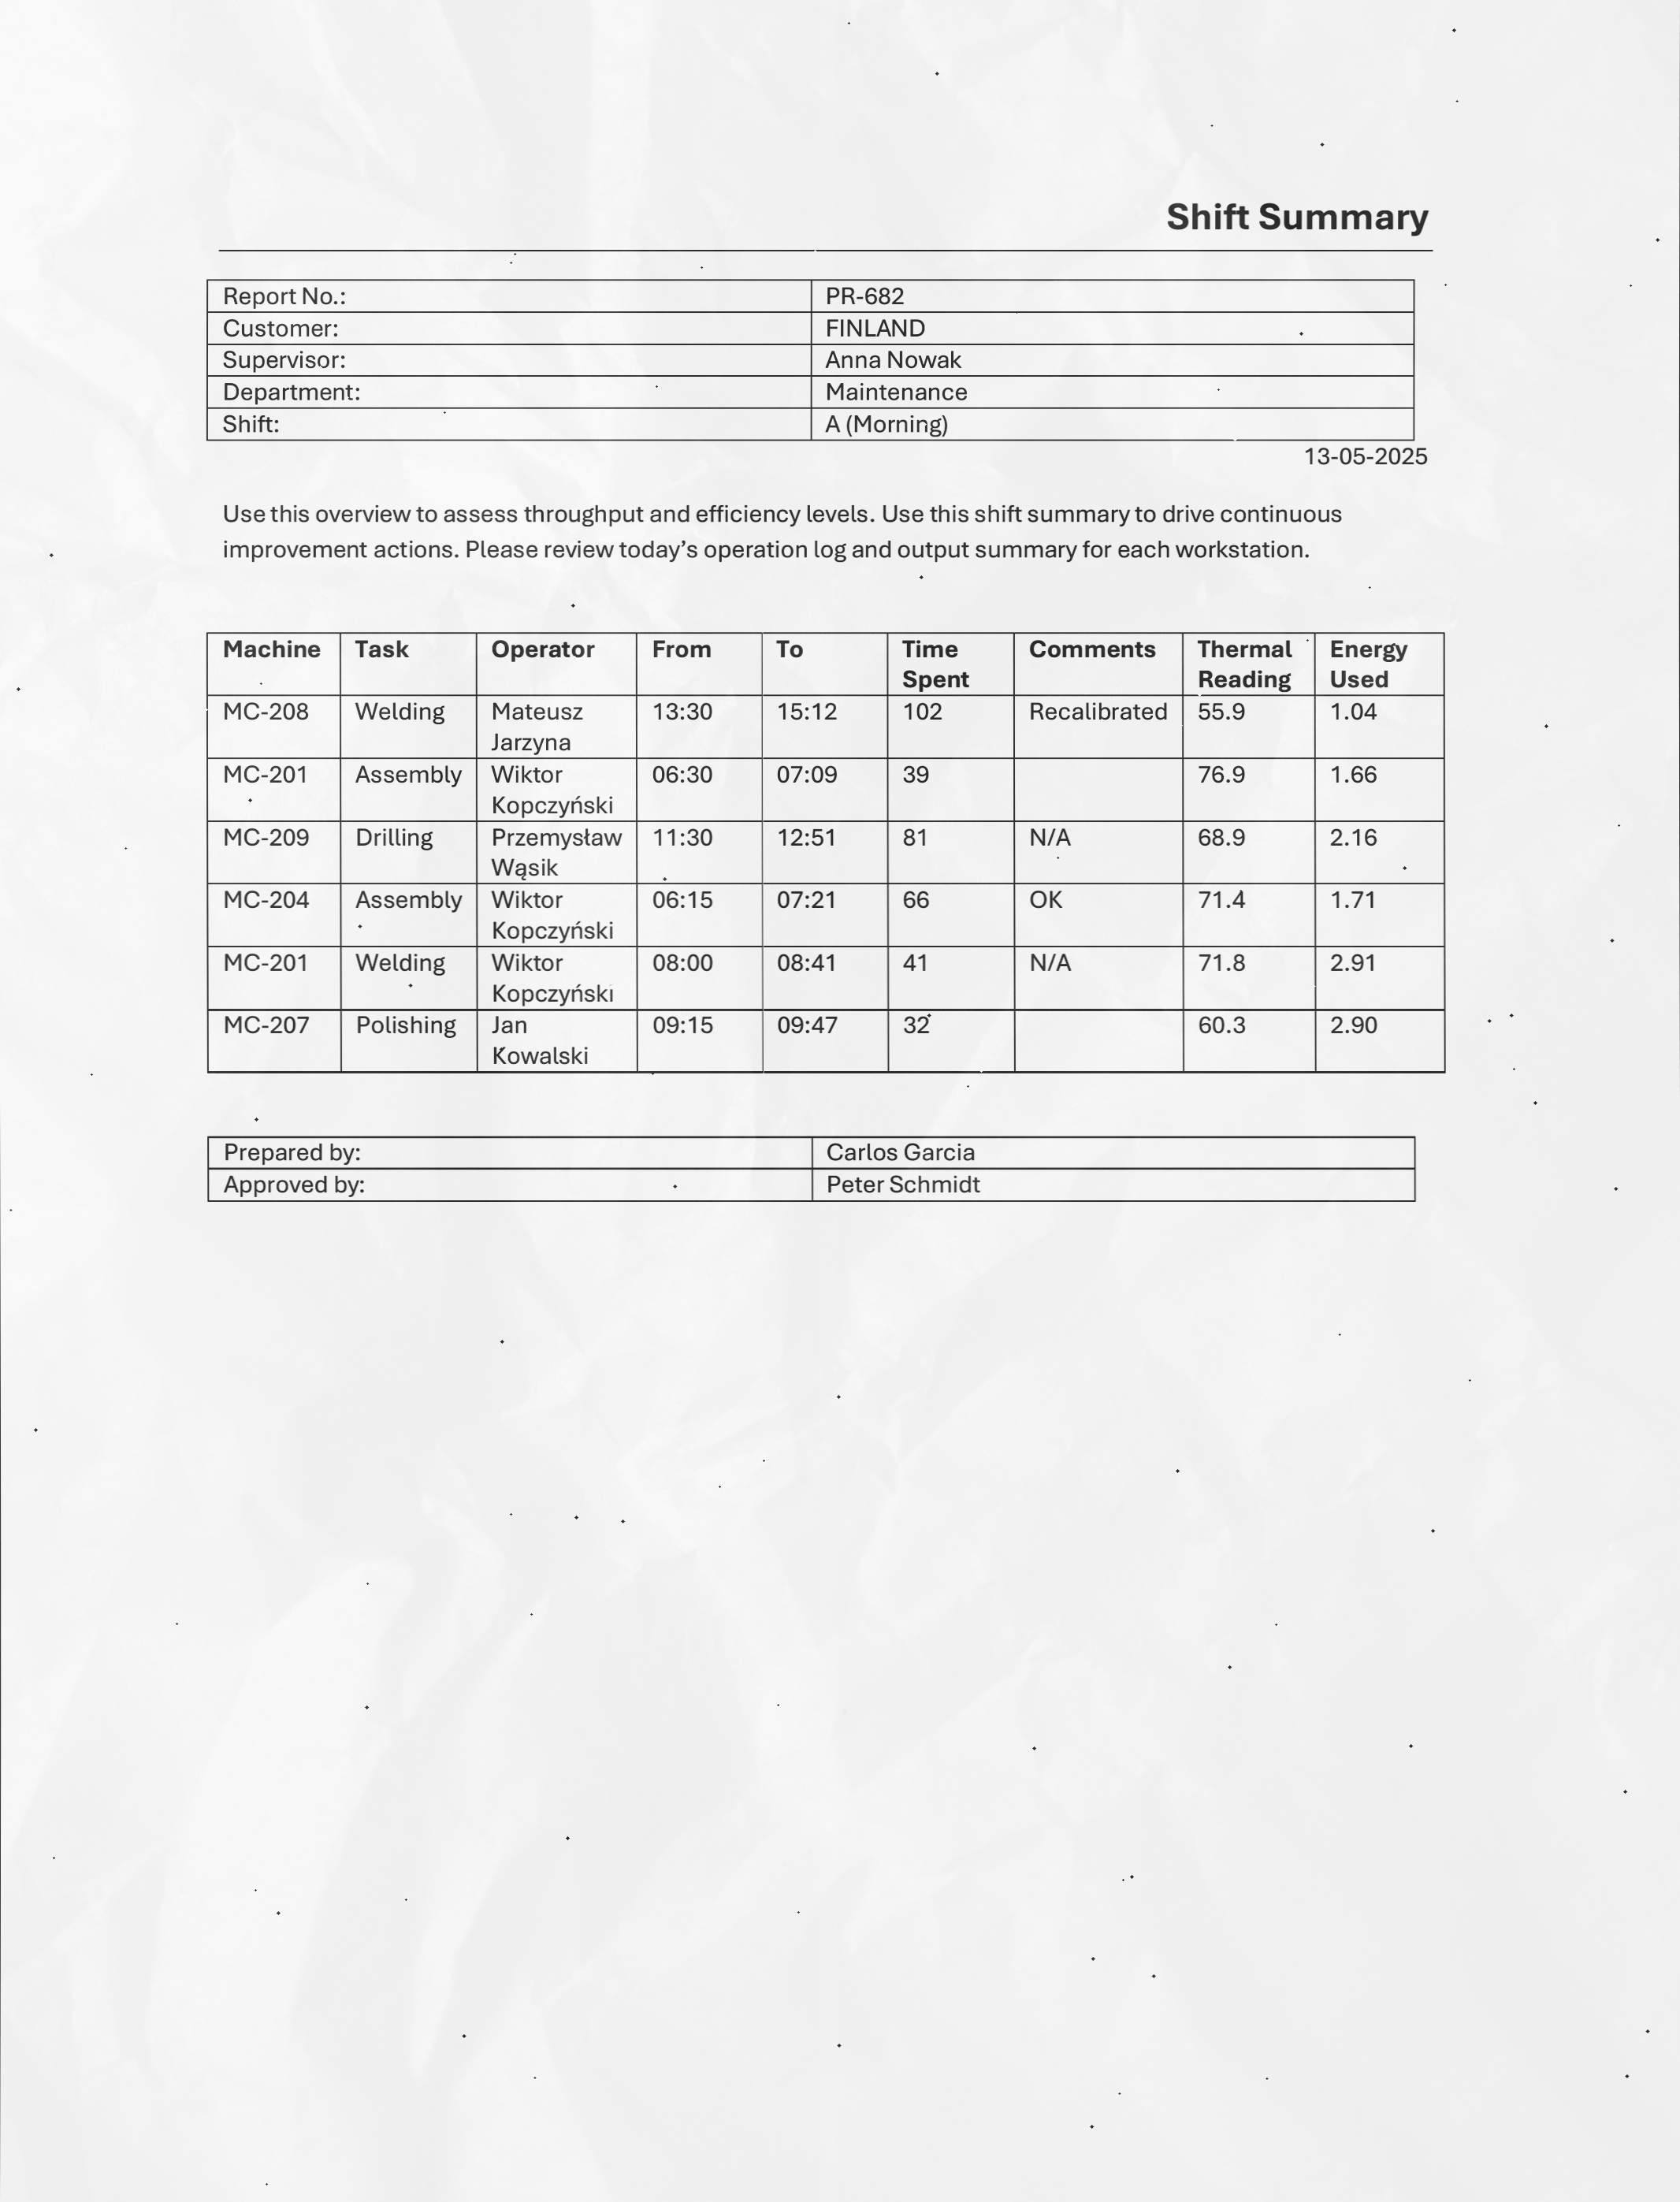 Shift Summary
Report No.: PR-682
Customer: FINLAND
Supervisor: Anna Nowak
Department: Maintenance
Shift: A (Morning)
13-05-2025
Use this overview to assess throughput and efficiency levels. Use this shift summary to drive continuous
improvement actions. Please review today's operation log and output summary for each workstation.
Machine Task Operator From To Time Spent Comments Thermal Reading Energy Used
MC-208 Welding Mateusz Jarzyna 13:30 15:12 102 Recalibrated 55.9 1.04
MC-201 Assembly Wiktor Kopczyński 06:30 07:09 39 76.9 1.66
MC-209 Drilling Przemysław Wąsik 11:30 12:51 81 N/A 68.9 2.16
MC-204 Assembly Wiktor Kopczyński 06:15 07:21 66 OK 71.4 1.71
MC-201 Welding Wiktor Kopczyński 08:00 08:41 41 N/A 71.8 2.91
MC-207 Polishing Jan Kowalski 09:15 09:47 32 60.3 2.90
Prepared by: Carlos Garcia
Approved by: Peter Schmidt